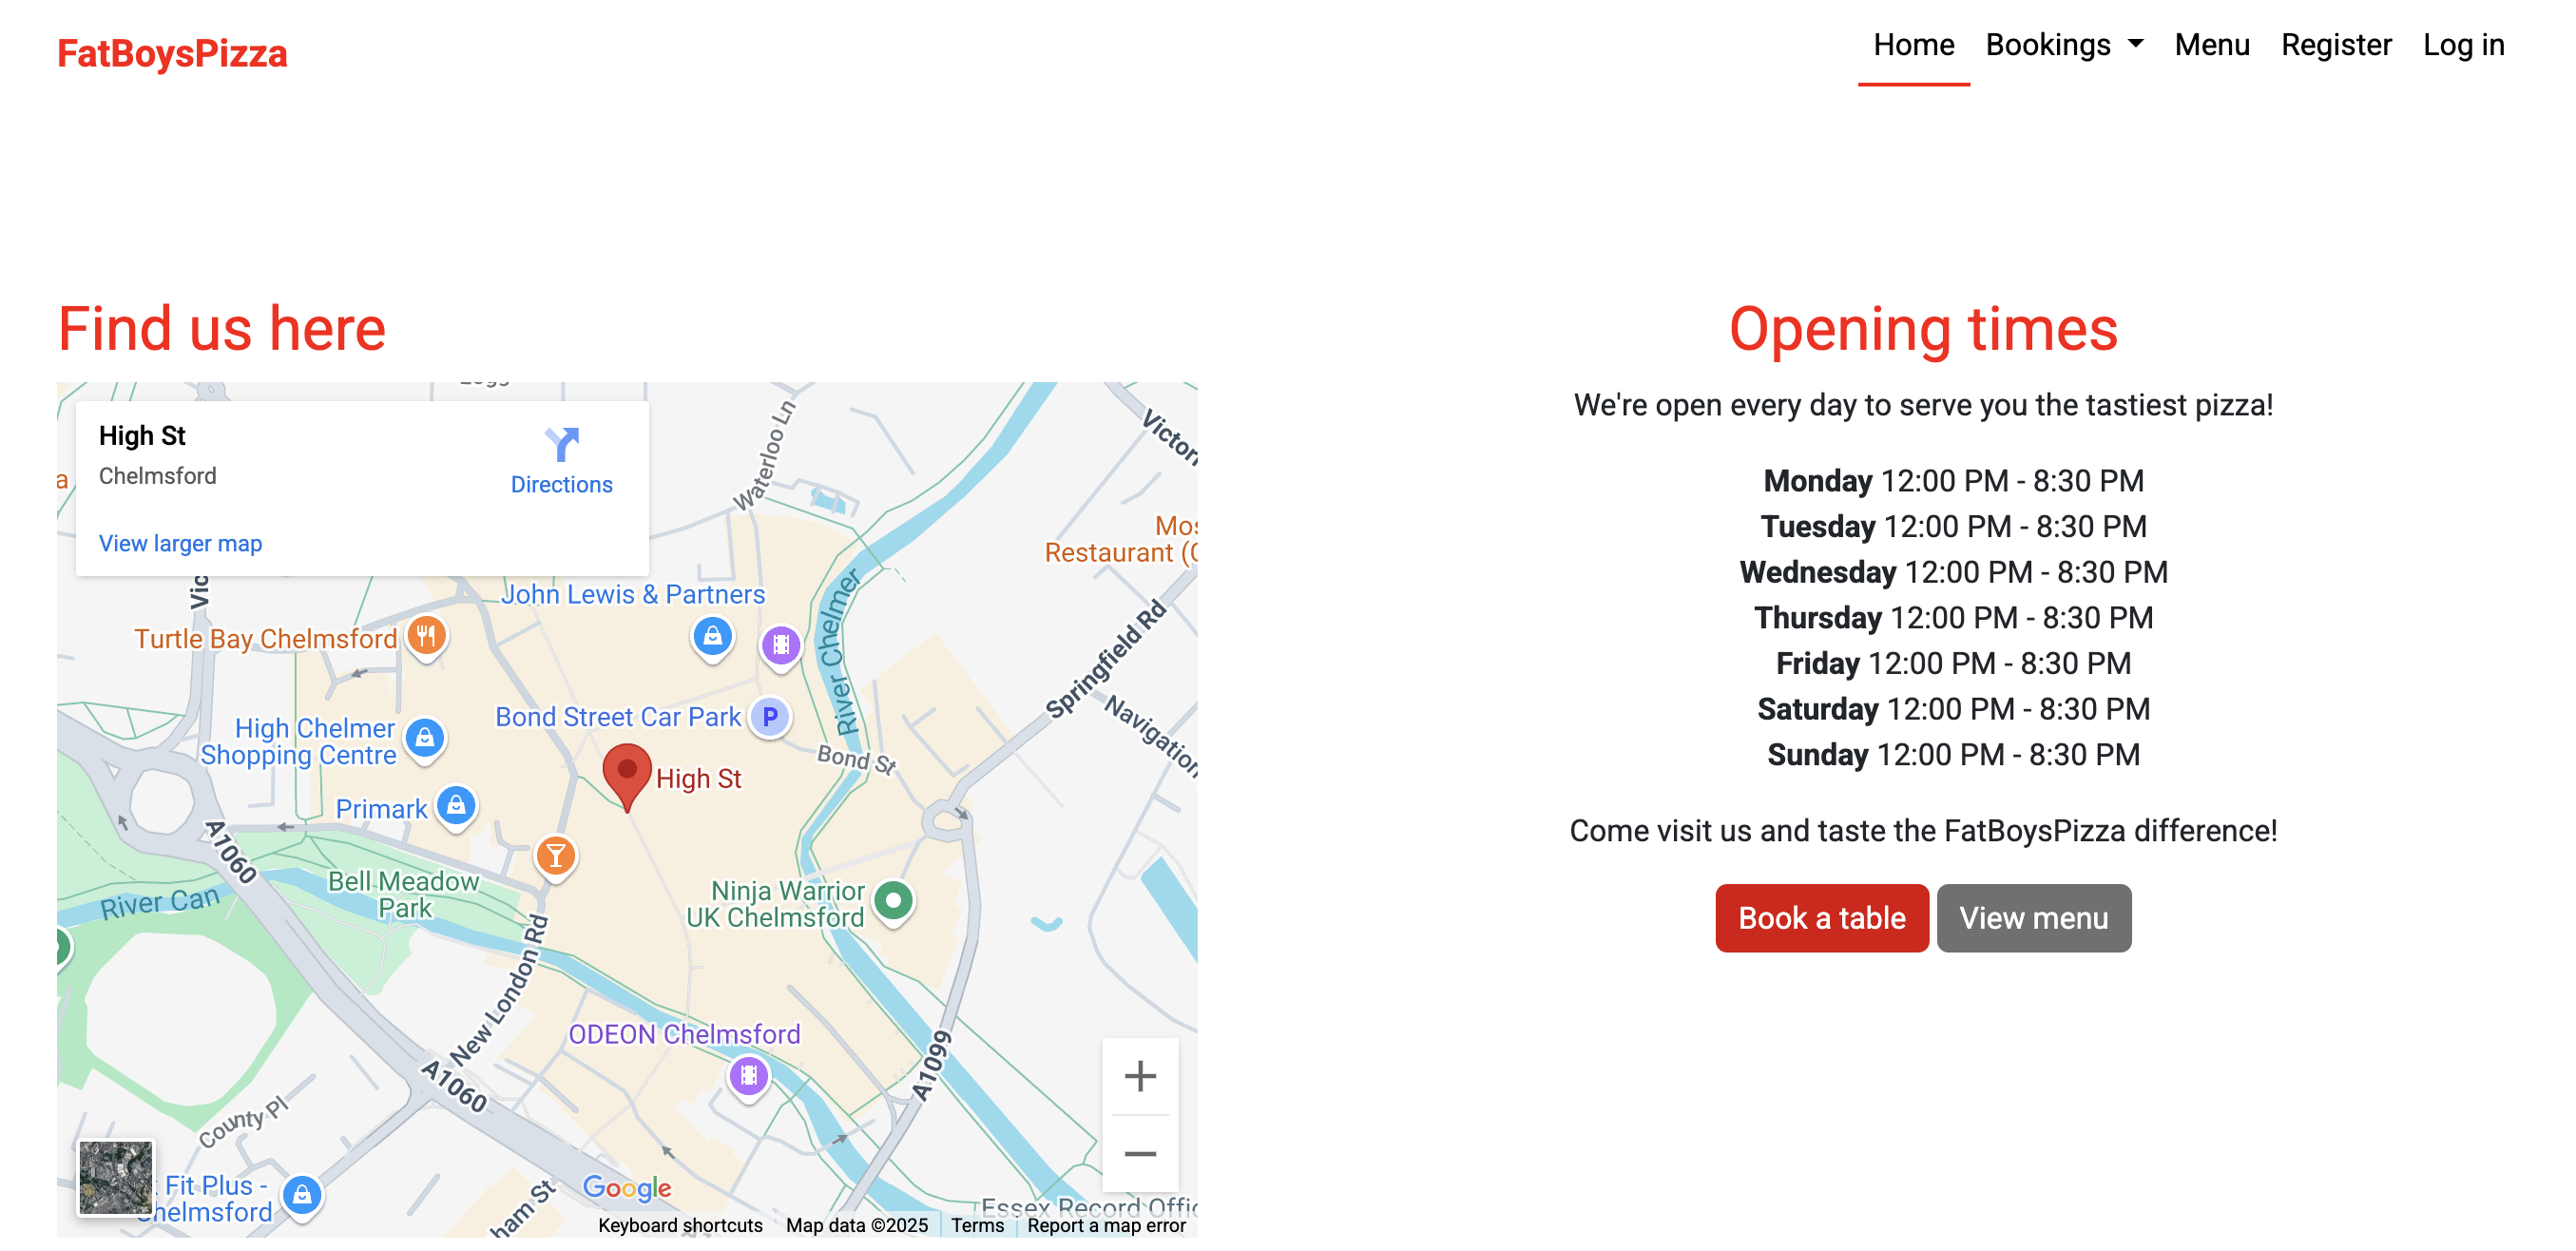 FatBoysPizza
Home Bookings Menu Register Log in
Find us here
High St
Chelmsford
Directions
View larger map
Waterloo Ln
Restaurant
John Lewis & Partners
Turtle Bay Chelmsford
River Chelmer
Springfield Rd
Navigation
Bond Street Car Park
P
High Chelmer
Shopping Centre
Bond St
High St
Primark
A1060
Bell Meadow
Park
River Can
Ninja Warrior
UK Chelmsford
New London Rd
ODEON Chelmsford
A1099
A1060
County Pl
Fit Plus -
Google
Essex Record
Keyboard shortcuts Map data ©2025 Terms Report a map error
Opening times
We're open every day to serve you the tastiest pizza!
Monday 12:00 PM - 8:30 PM
Tuesday 12:00 PM - 8:30 PM
Wednesday 12:00 PM - 8:30 PM
Thursday 12:00 PM - 8:30 PM
Friday 12:00 PM - 8:30 PM
Saturday 12:00 PM - 8:30 PM
Sunday 12:00 PM - 8:30 PM
Come visit us and taste the FatBoysPizza difference!
Book a table View menu